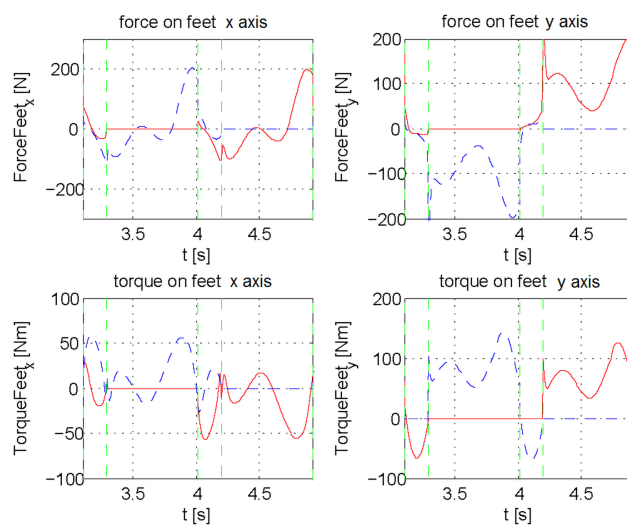 force on feet x axis
force on feet y axis
ForceFeet_x [N]
200
0
−200
3.5
4
4.5
t [s]
ForceFeet_y [N]
200
100
0
−100
−200
3.5
4
4.5
t [s]
torque on feet x axis
torque on feet y axis
TorqueFeet_x [Nm]
100
50
0
−50
−100
3.5
4
4.5
t [s]
TorqueFeet_y [Nm]
200
100
0
−100
3.5
4
4.5
t [s]